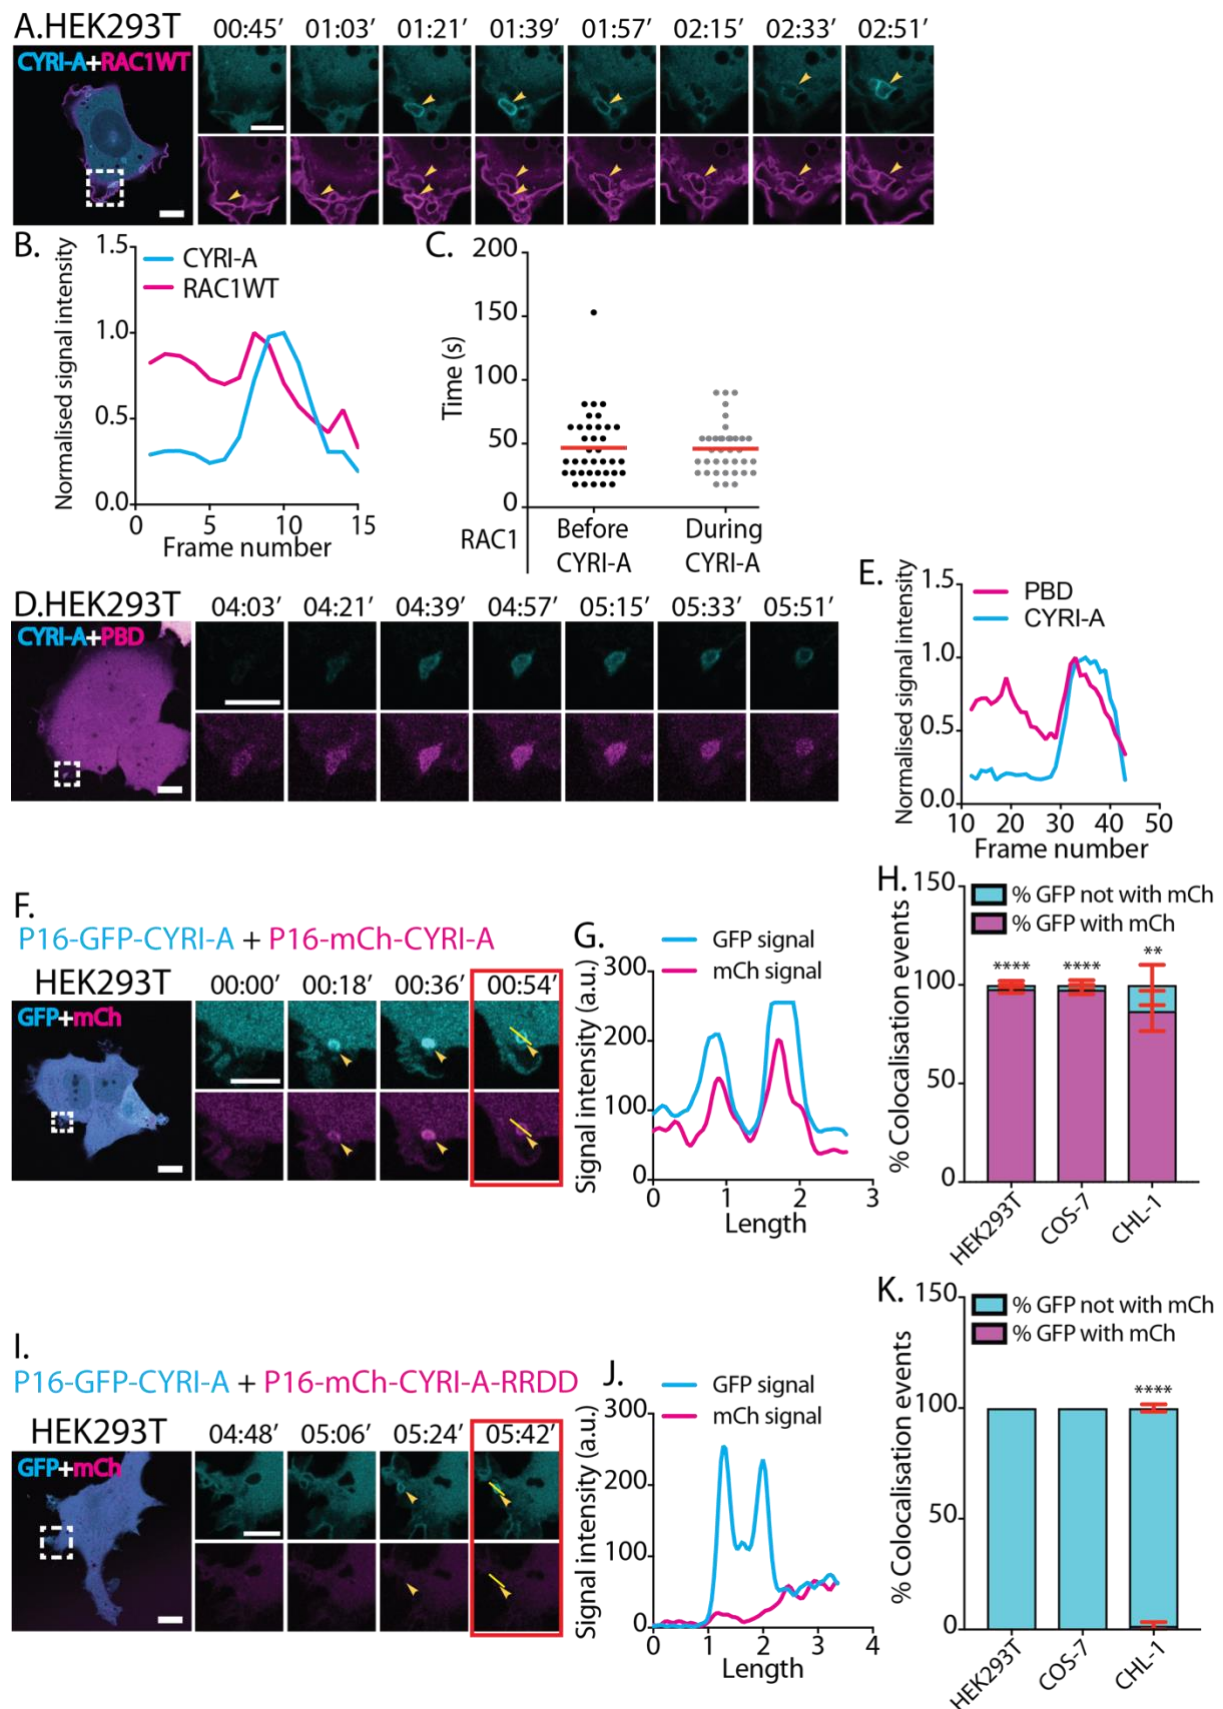 A.HEK293T
00:45′ 01:03′ 01:21′ 01:39′ 01:57′ 02:15′ 02:33′ 02:51′
CYRI-A+RAC1WT
B.
Normalised signal intensity
1.5
1.0
0.5
0.0
CYRI-A
RAC1WT
0 5 10 15
Frame number
C.
Time (s)
200
150
100
50
0
RAC1
Before CYRI-A
During CYRI-A
D.HEK293T
04:03′ 04:21′ 04:39′ 04:57′ 05:15′ 05:33′ 05:51′
CYRI-A+PBD
E.
Normalised signal intensity
1.5
1.0
0.5
0.0
PBD
CYRI-A
10 20 30 40 50
Frame number
F.
P16-GFP-CYRI-A + P16-mCh-CYRI-A
HEK293T
00:00′ 00:18′ 00:36′ 00:54′
GFP+mCh
G.
GFP signal
mCh signal
Signal intensity (a.u.)
300
200
100
0
0 1 2 3
Length
H.
% GFP not with mCh
% GFP with mCh
% Colocalisation events
150
100
50
0
**** **** **
HEK293T
COS-7
CHL-1
I.
P16-GFP-CYRI-A + P16-mCh-CYRI-A-RRDD
HEK293T
04:48′ 05:06′ 05:24′ 05:42′
GFP+mCh
J.
GFP signal
mCh signal
Signal intensity (a.u.)
300
200
100
0
0 1 2 3 4
Length
K.
% GFP not with mCh
% GFP with mCh
% Colocalisation events
150
100
50
0
****
HEK293T
COS-7
CHL-1